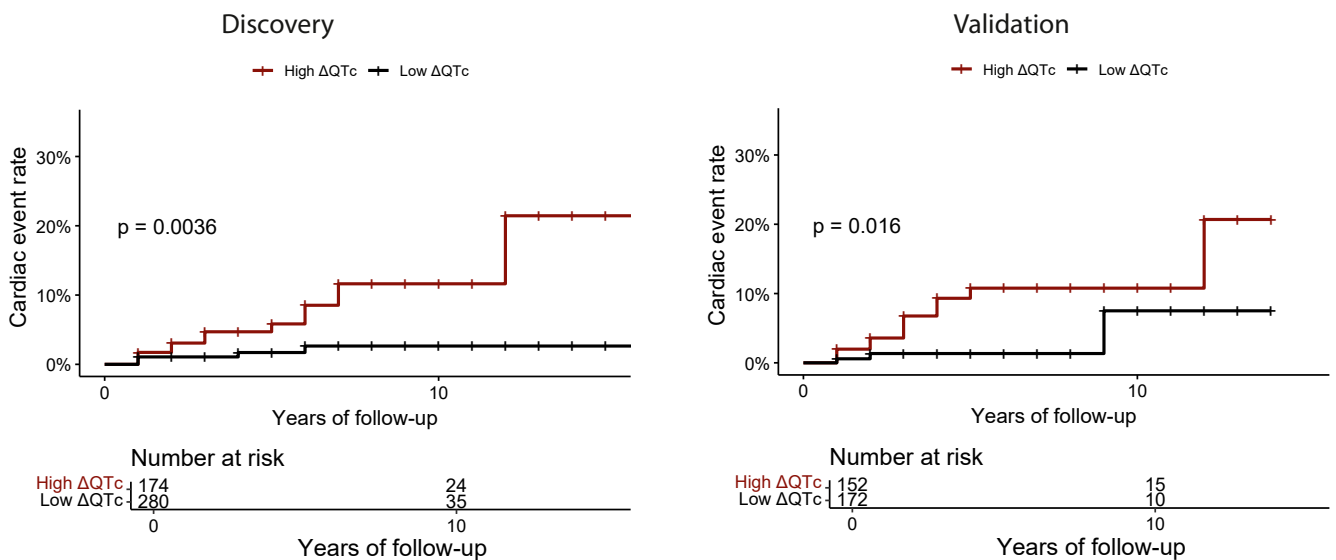 Discovery
High ΔQTc Low ΔQTc
Cardiac event rate
30%
20%
10%
0%
p = 0.0036
0 10
Years of follow-up
Number at risk
High ΔQTc 174 24
Low ΔQTc 280 35
0 10
Years of follow-up
Validation
High ΔQTc Low ΔQTc
Cardiac event rate
30%
20%
10%
0%
p = 0.016
0 10
Years of follow-up
Number at risk
High ΔQTc 152 15
Low ΔQTc 172 10
0 10
Years of follow-up